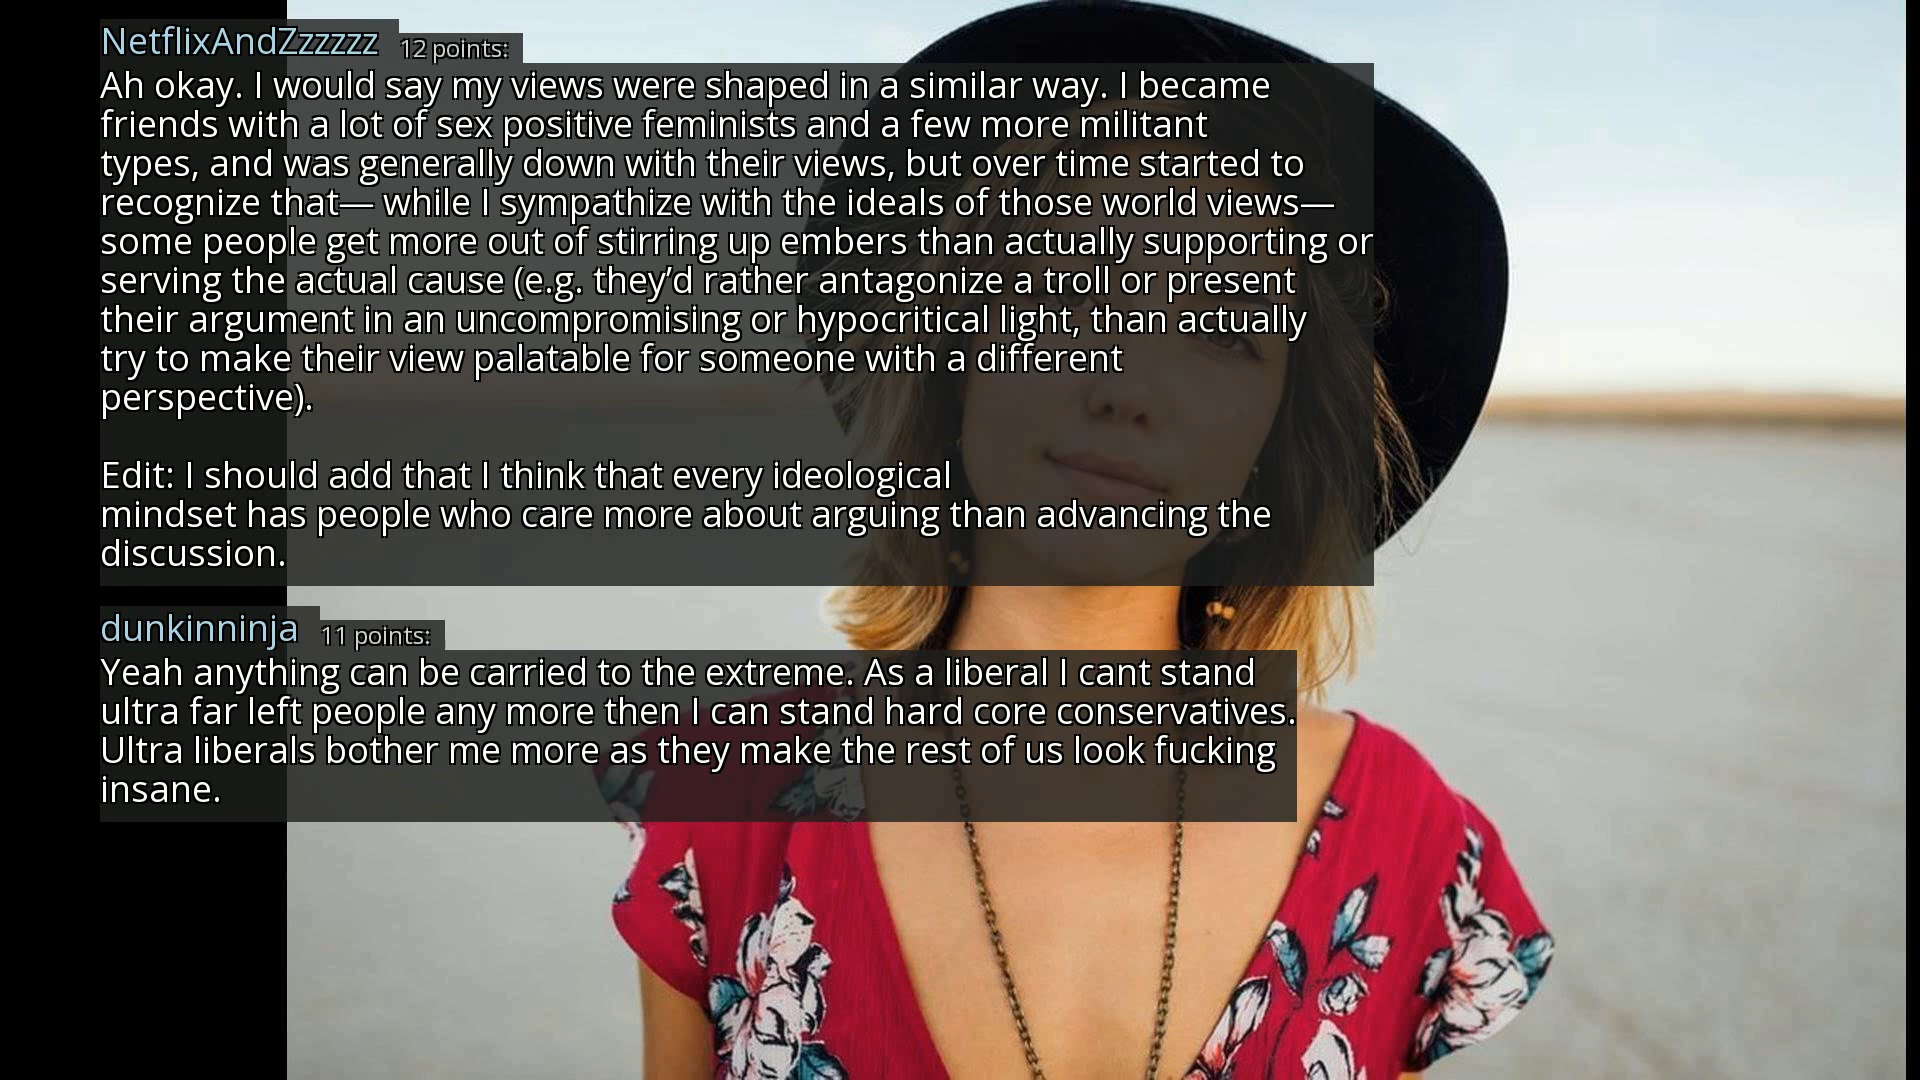 NetflixAndZzzzzz 12 points:
Ah okay. I would say my views were shaped in a similar way. I became
friends with a lot of sex positive feminists and a few more militant
types, and was generally down with their views, but over time started to
recognize that— while I sympathize with the ideals of those world views—
some people get more out of stirring up embers than actually supporting or
serving the actual cause (e.g. they’d rather antagonize a troll or present
their argument in an uncompromising or hypocritical light, than actually
try to make their view palatable for someone with a different
perspective).
Edit: I should add that I think that every ideological
mindset has people who care more about arguing than advancing the
discussion.
dunkinninja 11 points:
Yeah anything can be carried to the extreme. As a liberal I cant stand
ultra far left people any more then I can stand hard core conservatives.
Ultra liberals bother me more as they make the rest of us look fucking
insane.